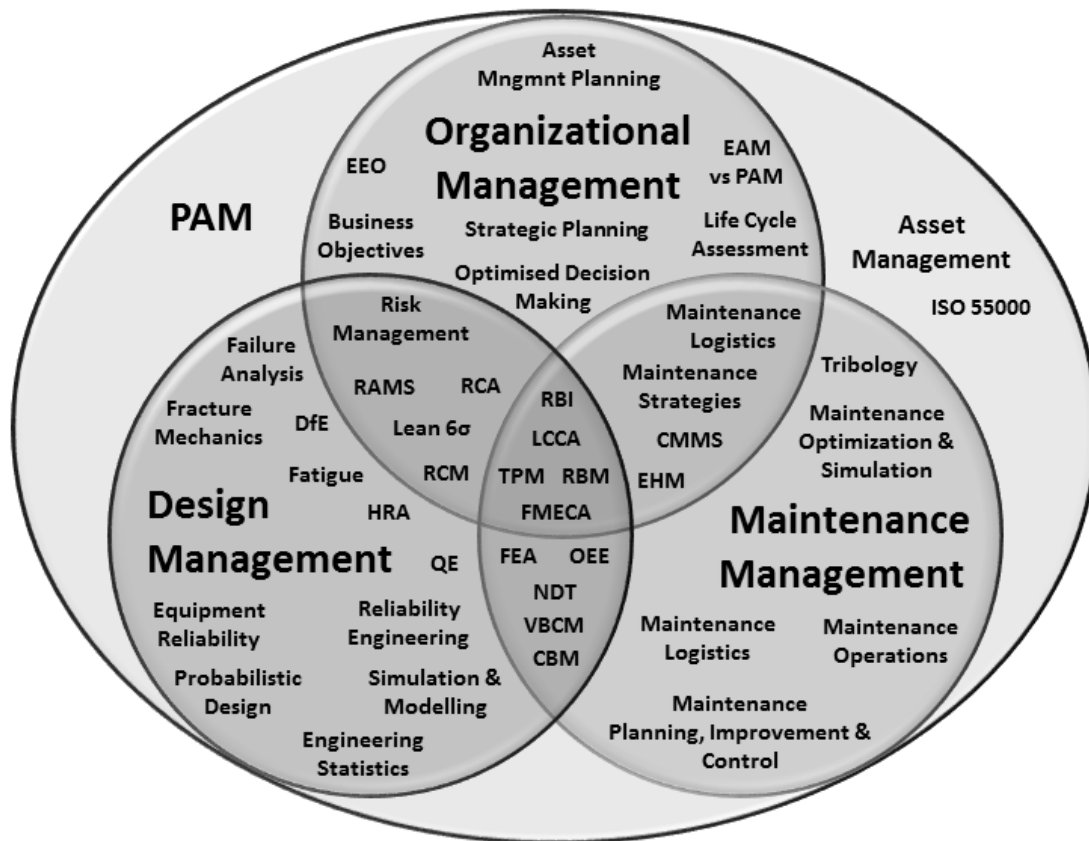 Asset
Mngmnt Planning
Organizational
Management
EEO
EAM
vs PAM
PAM
Business
Objectives
Strategic Planning
Life Cycle
Assessment
Asset
Management
ISO 55000
Optimised Decision
Making
Risk
Management
Maintenance
Logistics
Failure
Analysis
RAMS
RCA
RBI
Maintenance
Strategies
Tribology
Fracture
Mechanics
DfE
Lean 6σ
LCCA
CMMS
Maintenance
Optimization &
Simulation
Fatigue
RCM
TPM
RBM
EHM
Design
Management
HRA
FMECA
Maintenance
Management
QE
FEA
OEE
NDT
Equipment
Reliability
Reliability
Engineering
VBCM
CBM
Maintenance
Logistics
Maintenance
Operations
Probabilistic
Design
Simulation &
Modelling
Maintenance
Planning, Improvement &
Control
Engineering
Statistics